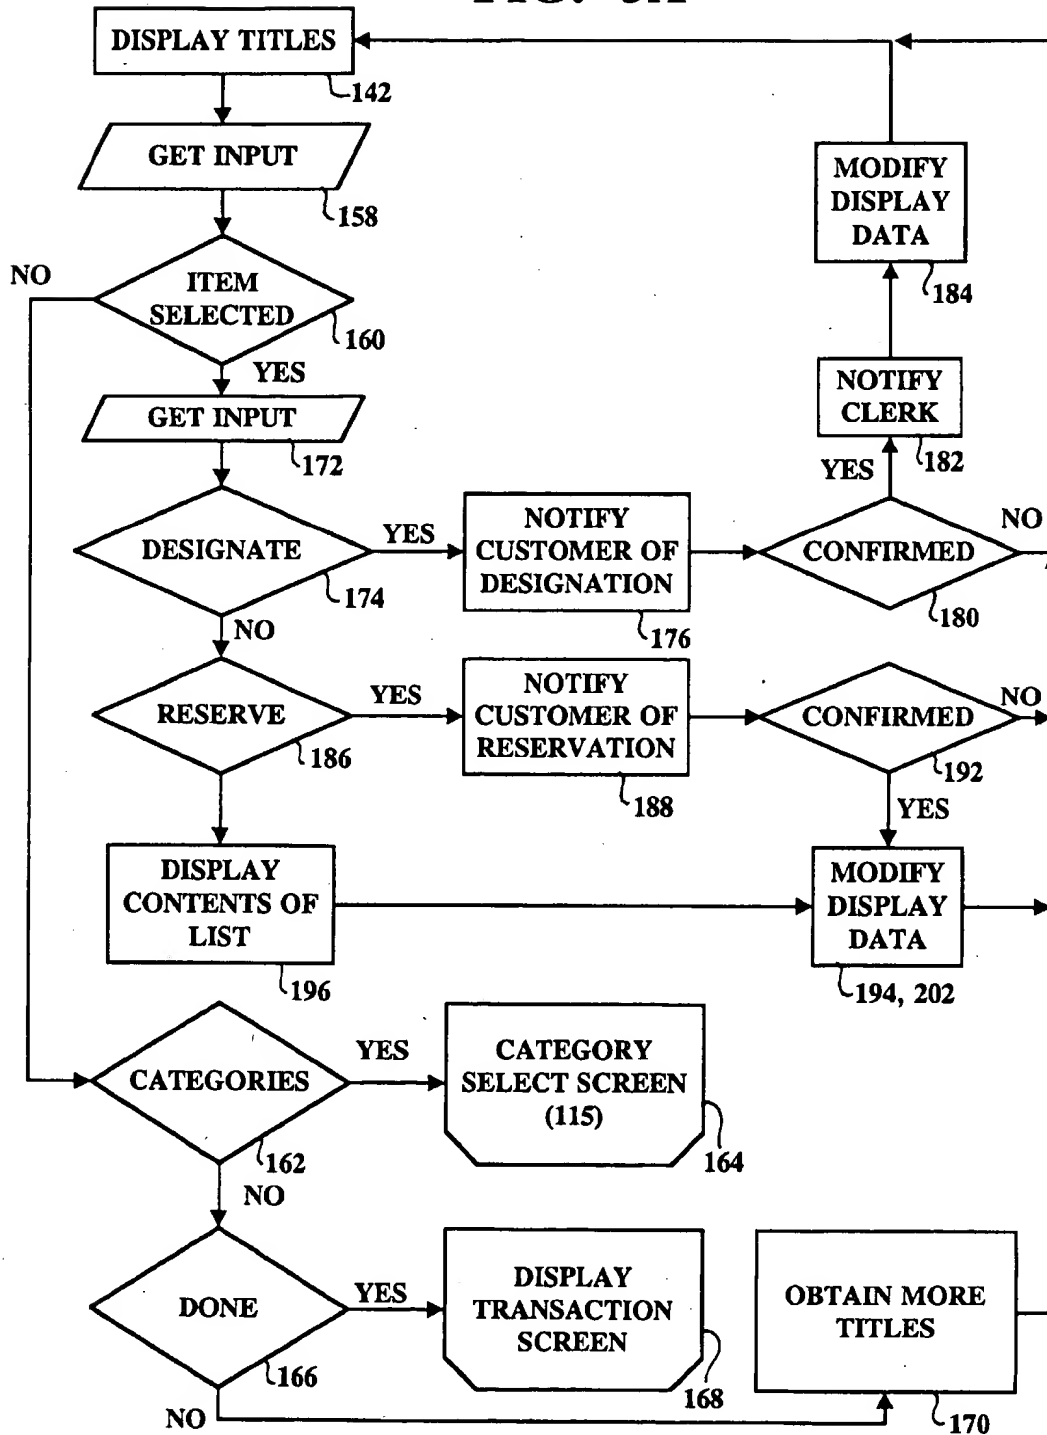 DISPLAY TITLES
142
GET INPUT
158
MODIFY
DISPLAY
DATA
184
NO
ITEM
SELECTED
160
YES
NOTIFY
CLERK
182
GET INPUT
172
YES
DESIGNATE
174
YES
NOTIFY
CUSTOMER OF
DESIGNATION
176
CONFIRMED
180
NO
NO
RESERVE
186
YES
NOTIFY
CUSTOMER OF
RESERVATION
188
CONFIRMED
192
NO
YES
DISPLAY
CONTENTS OF
LIST
196
MODIFY
DISPLAY
DATA
194, 202
CATEGORIES
162
YES
CATEGORY
SELECT SCREEN
(115)
164
NO
DONE
166
YES
DISPLAY
TRANSACTION
SCREEN
168
OBTAIN MORE
TITLES
170
NO